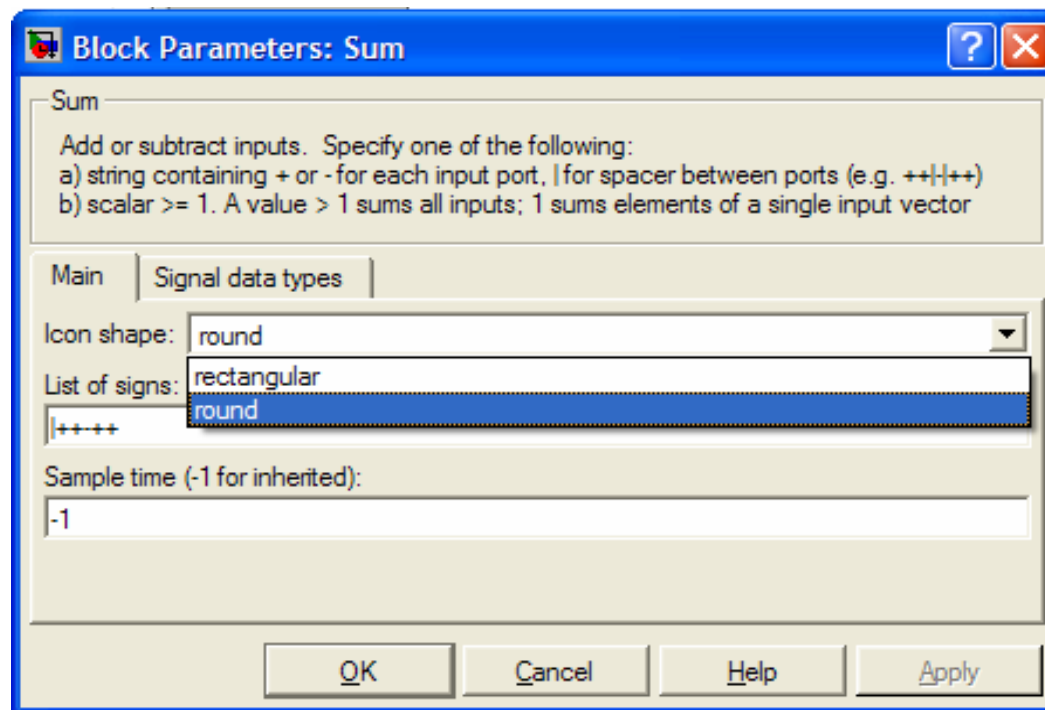 Block Parameters: Sum
Sum
Add or subtract inputs. Specify one of the following:
a) string containing + or - for each input port, | for spacer between ports (e.g. ++|-|++)
b) scalar >= 1. A value > 1 sums all inputs; 1 sums elements of a single input vector
Main
Signal data types
Icon shape:
round
rectangular
round
List of signs:
|++-++
Sample time (-1 for inherited):
-1
OK
Cancel
Help
Apply